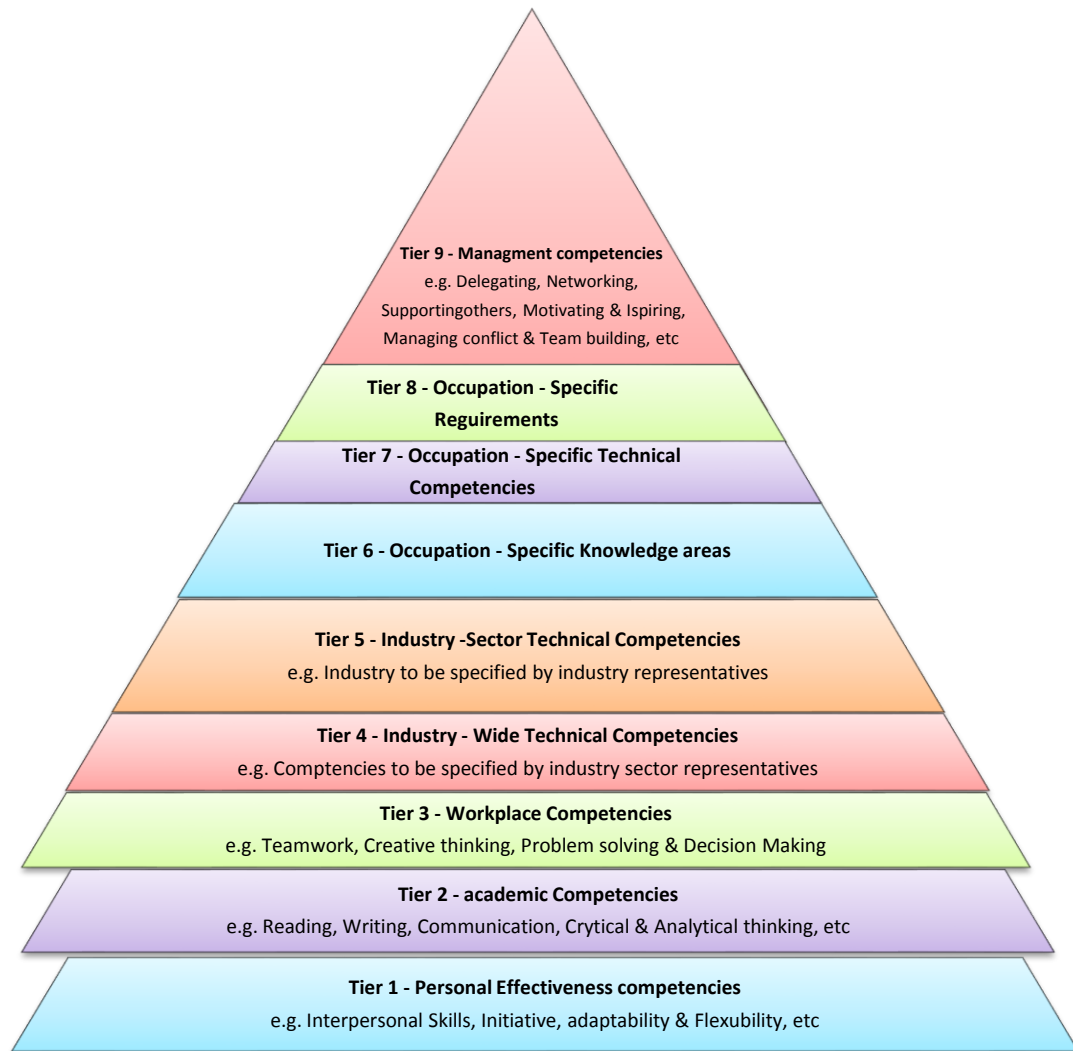 Tier 9 - Managment competencies
e.g. Delegating, Networking,
Supportingothers, Motivating & Ispiring,
Managing conflict & Team building, etc
Tier 8 - Occupation - Specific
Reguirements
Tier 7 - Occupation - Specific Technical
Competencies
Tier 6 - Occupation - Specific Knowledge areas
Tier 5 - Industry -Sector Technical Competencies
e.g. Industry to be specified by industry representatives
Tier 4 - Industry - Wide Technical Competencies
e.g. Comptencies to be specified by industry sector representatives
Tier 3 - Workplace Competencies
e.g. Teamwork, Creative thinking, Problem solving & Decision Making
Tier 2 - academic Competencies
e.g. Reading, Writing, Communication, Crytical & Analytical thinking, etc
Tier 1 - Personal Effectiveness competencies
e.g. Interpersonal Skills, Initiative, adaptability & Flexubility, etc